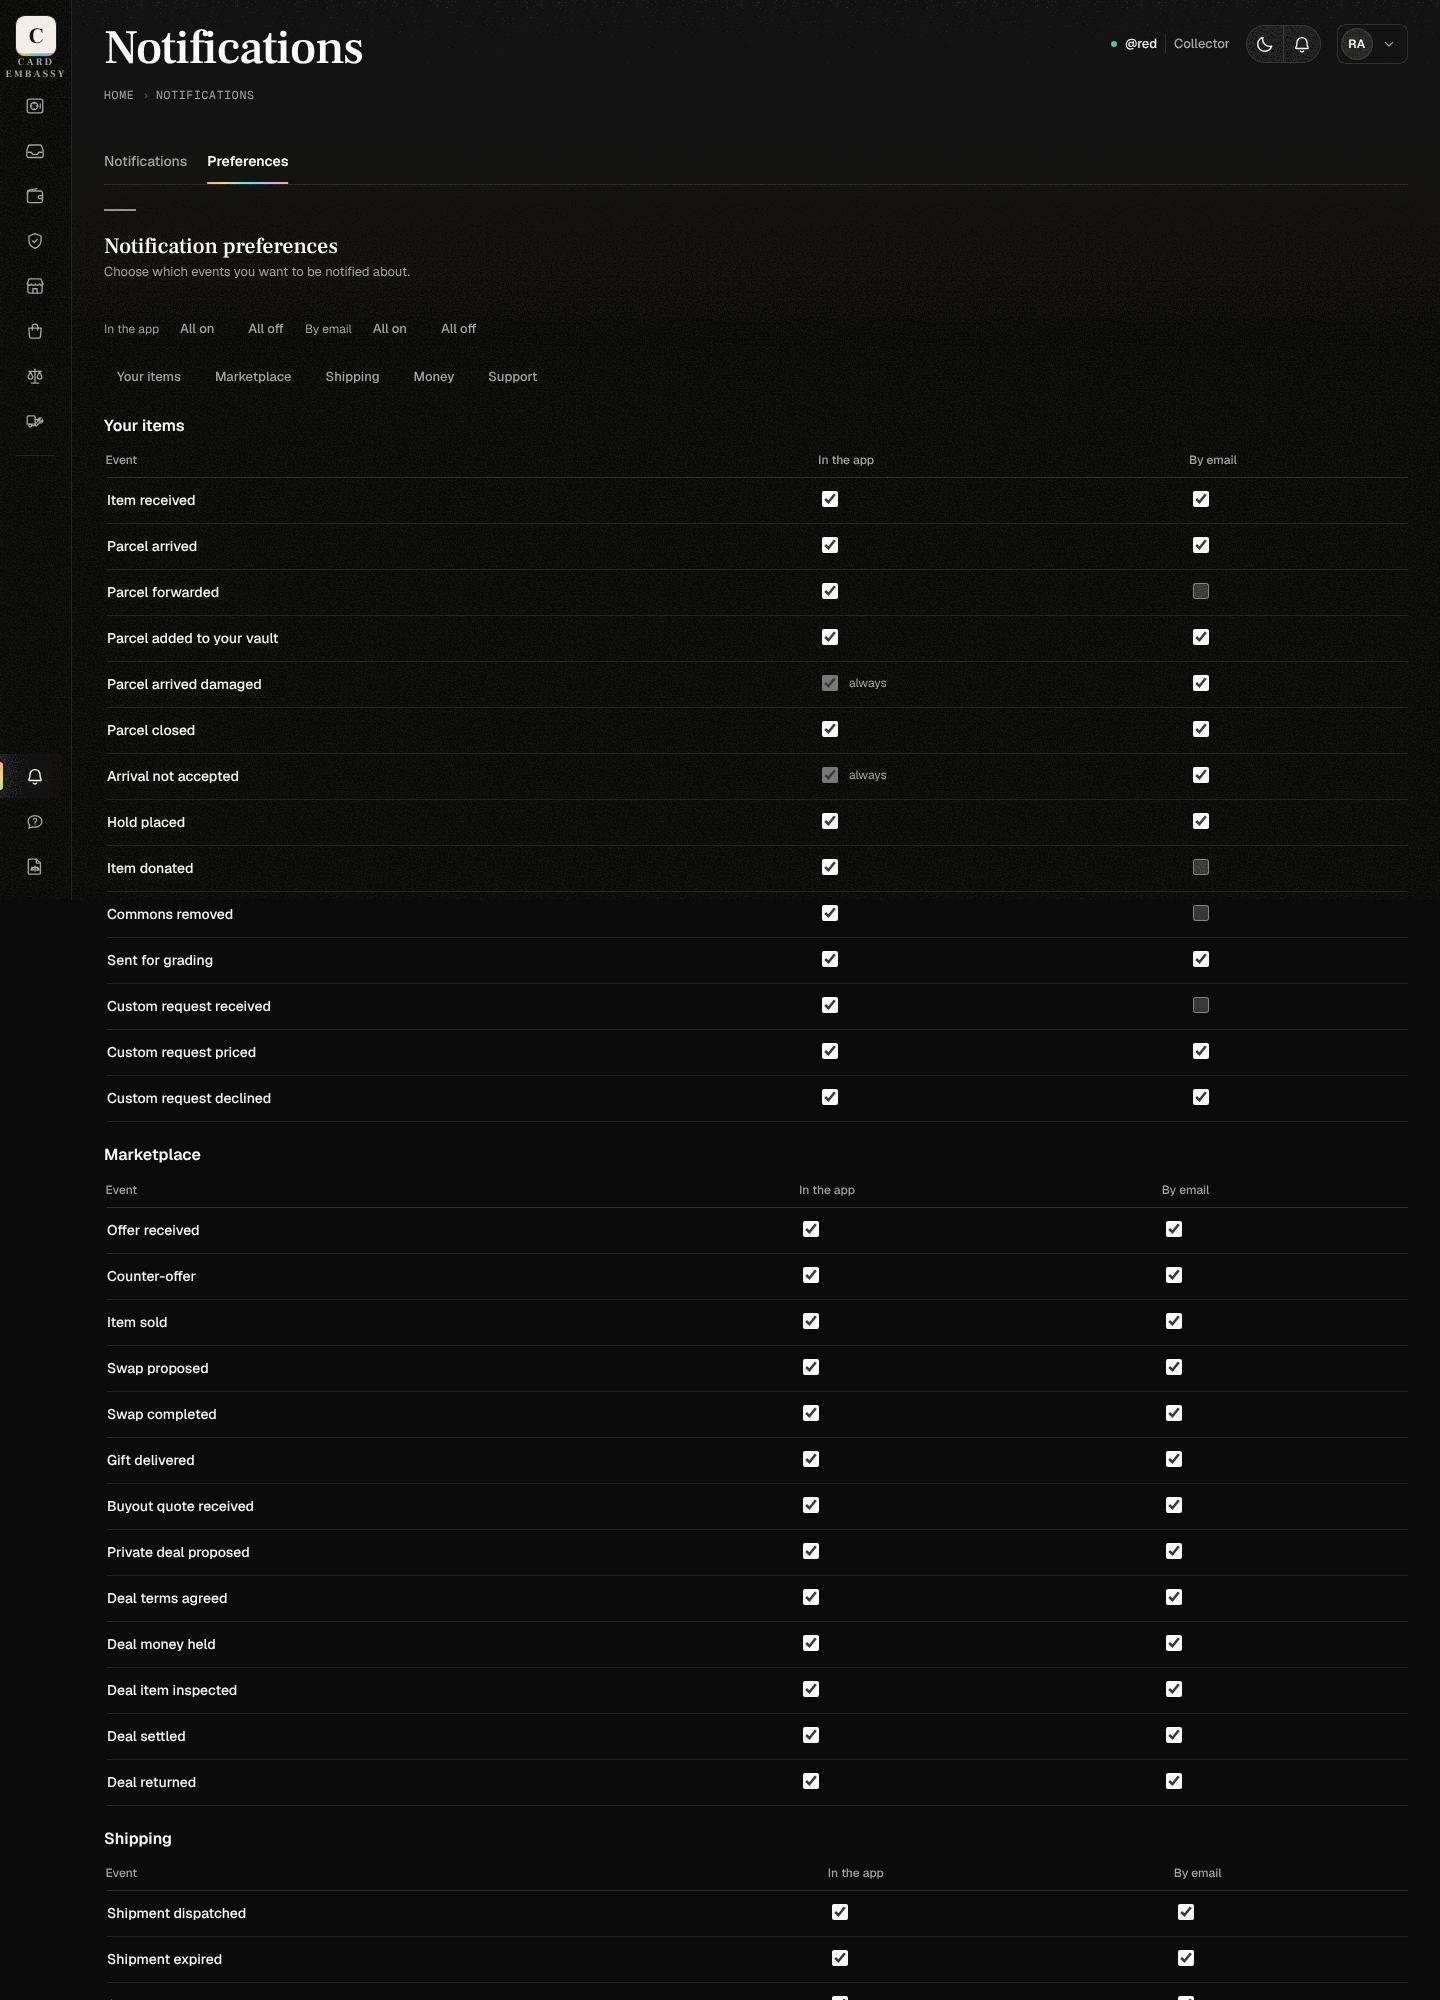 C
CARD
EMBASSY
Notifications
@red Collector RA
HOME › NOTIFICATIONS
Notifications Preferences
Notification preferences
Choose which events you want to be notified about.
In the app All on All off By email All on All off
Your items Marketplace Shipping Money Support
Your items
Event In the app By email
Item received
Parcel arrived
Parcel forwarded
Parcel added to your vault
Parcel arrived damaged always
Parcel closed
Arrival not accepted always
Hold placed
Item donated
Commons removed
Sent for grading
Custom request received
Custom request priced
Custom request declined
Marketplace
Event In the app By email
Offer received
Counter-offer
Item sold
Swap proposed
Swap completed
Gift delivered
Buyout quote received
Private deal proposed
Deal terms agreed
Deal money held
Deal item inspected
Deal settled
Deal returned
Shipping
Event In the app By email
Shipment dispatched
Shipment expired